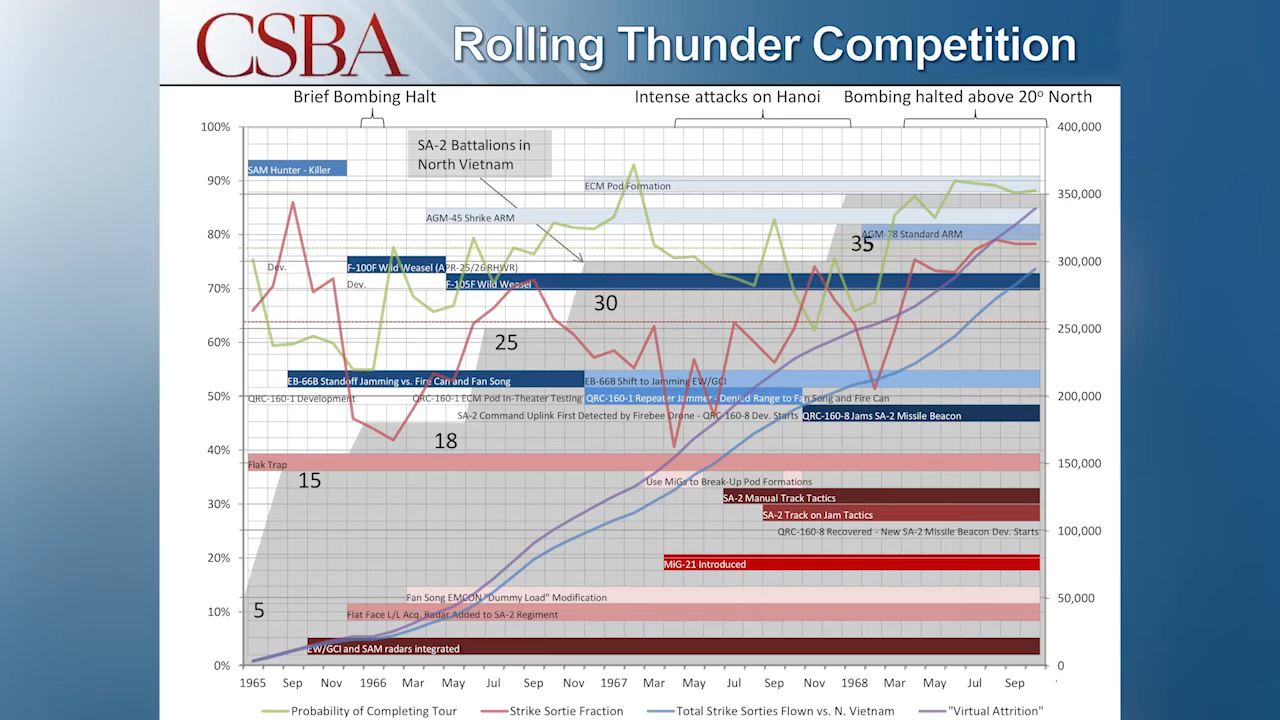 CSBA
Rolling Thunder Competition
Brief Bombing Halt
Intense attacks on Hanoi
Bombing halted above 20º North
100%
400,000
SA-2 Battalions in
North Vietnam
SAM Hunter - Killer
90%
ECM Pod Formation
350,000
AGM-45 Shrike ARM
80%
AGM-78 Standard ARM
35
300,000
Dev.
F-100F Wild Weasel (APR-25/26 RHWR)
Dev.
F-105F Wild Weasel
70%
30
250,000
60%
25
EB-66B Standoff Jamming vs. Fire Can and Fan Song
EB-66B Shift to Jamming EW/GCI
50%
QRC-160-1 Development
QRC-160-1 ECM Pod In-Theater Testing
QRC-160-1 Repeater Jammer - Denied Range to Fan Song and Fire Can
200,000
SA-2 Command Uplink First Detected by Firebee Drone - QRC-160-8 Dev. Starts
QRC-160-8 Jams SA-2 Missile Beacon
18
40%
Flak Trap
150,000
15
Use MiGs to Break-Up Pod Formations
30%
SA-2 Manual Track Tactics
SA-2 Track on Jam Tactics
QRC-160-8 Recovered - New SA-2 Missile Beacon Dev. Starts
100,000
20%
MiG-21 Introduced
Fan Song EMCON "Dummy Load" Modification
50,000
10%
5
Flat Face L/L Acq. Radar Added to SA-2 Regiment
EW/GCI and SAM radars integrated
0%
0
1965 Sep Nov 1966 Mar May Jul Sep Nov 1967 Mar May Jul Sep Nov 1968 Mar May Jul Sep
Probability of Completing Tour
Strike Sortie Fraction
Total Strike Sorties Flown vs. N. Vietnam
"Virtual Attrition"